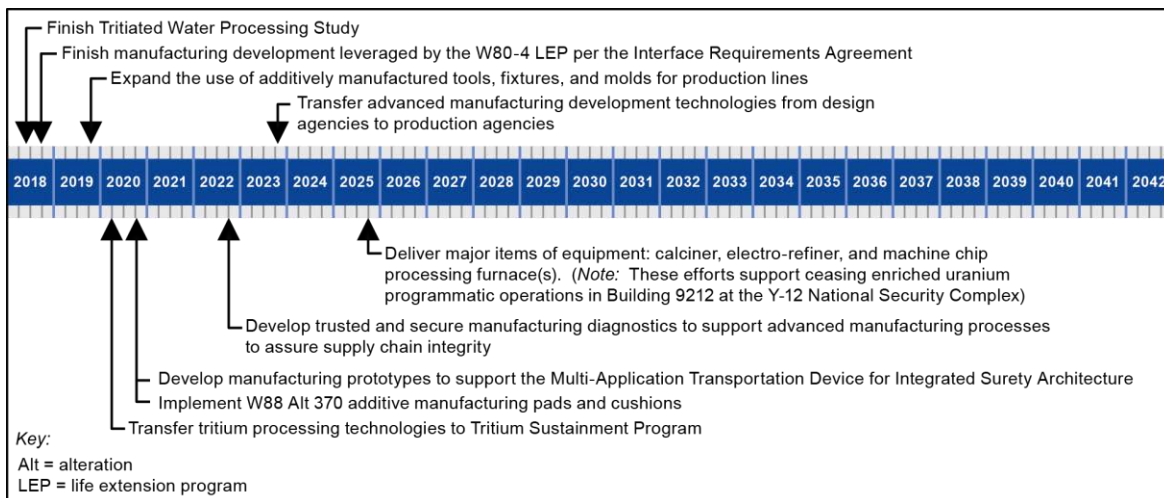 Finish Tritiated Water Processing Study
Finish manufacturing development leveraged by the W80-4 LEP per the Interface Requirements Agreement
Expand the use of additively manufactured tools, fixtures, and molds for production lines
Transfer advanced manufacturing development technologies from design
agencies to production agencies
2018 2019 2020 2021 2022 2023 2024 2025 2026 2027 2028 2029 2030 2031 2032 2033 2034 2035 2036 2037 2038 2039 2040 2041 2042
Deliver major items of equipment: calciner, electro-refiner, and machine chip
processing furnace(s). (Note: These efforts support ceasing enriched uranium
programmatic operations in Building 9212 at the Y-12 National Security Complex)
Develop trusted and secure manufacturing diagnostics to support advanced manufacturing processes
to assure supply chain integrity
Develop manufacturing prototypes to support the Multi-Application Transportation Device for Integrated Surety Architecture
Implement W88 Alt 370 additive manufacturing pads and cushions
Transfer tritium processing technologies to Tritium Sustainment Program
Key:
Alt = alteration
LEP = life extension program